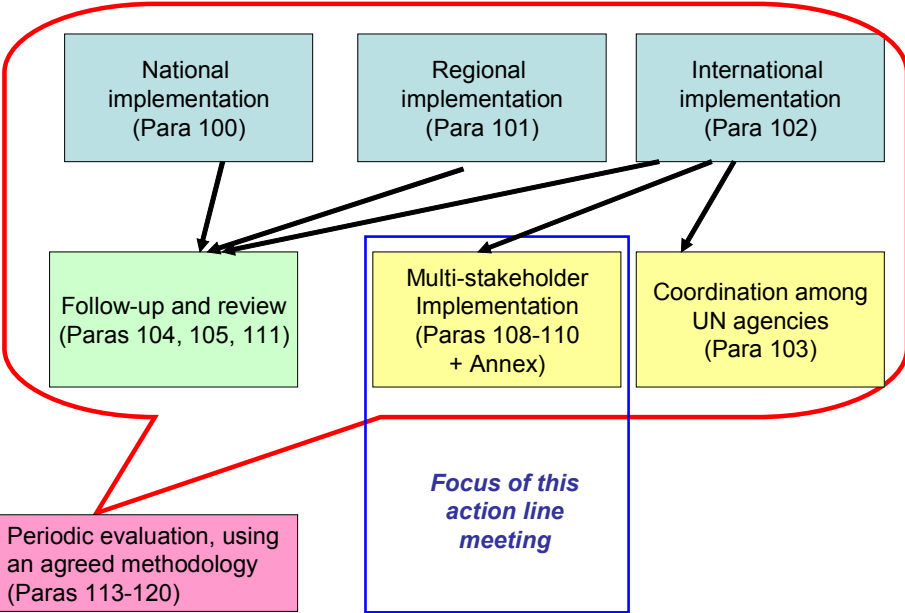 National
implementation
(Para 100)
Regional
implementation
(Para 101)
International
implementation
(Para 102)
Follow-up and review
(Paras 104, 105, 111)
Multi-stakeholder
Implementation
(Paras 108-110
+ Annex)
Coordination among
UN agencies
(Para 103)
Focus of this
action line
meeting
Periodic evaluation, using
an agreed methodology
(Paras 113-120)